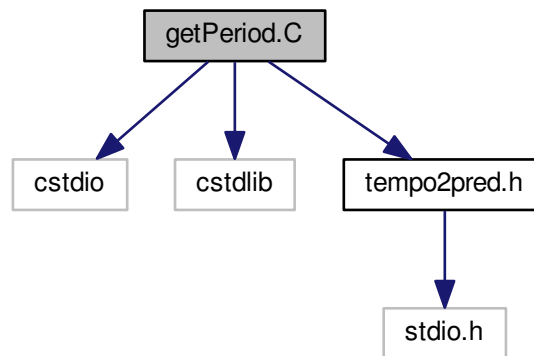 getPeriod.C
cstdio
cstdlib
tempo2pred.h
stdio.h